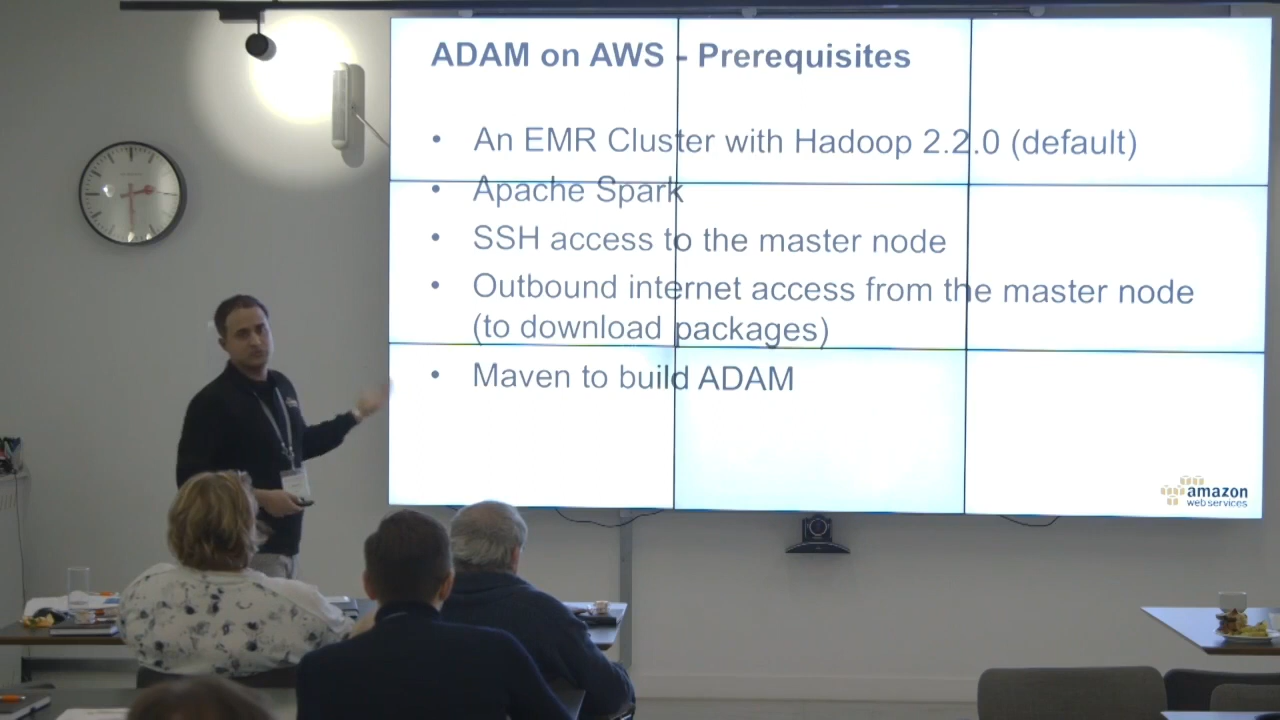 ADAM on AWS - Prerequisites
• An EMR Cluster with Hadoop 2.2.0 (default)
• Apache Spark
• SSH access to the master node
• Outbound internet access from the master node
(to download packages)
• Maven to build ADAM
amazon
web services